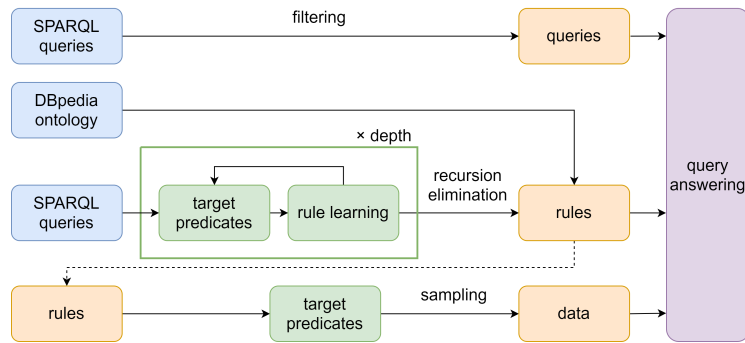 SPARQL
queries
filtering
queries
DBpedia
ontology
× depth
SPARQL
queries
target
predicates
rule learning
recursion
elimination
rules
query
answering
rules
target
predicates
sampling
data